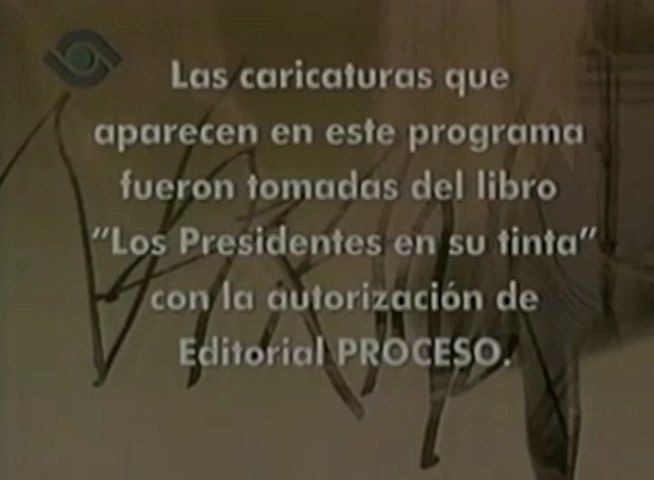 Las caricaturas que
aparecen en este programa
fueron tomadas del libro
“Los Presidentes en su tinta”
con la autorización de
Editorial PROCESO.